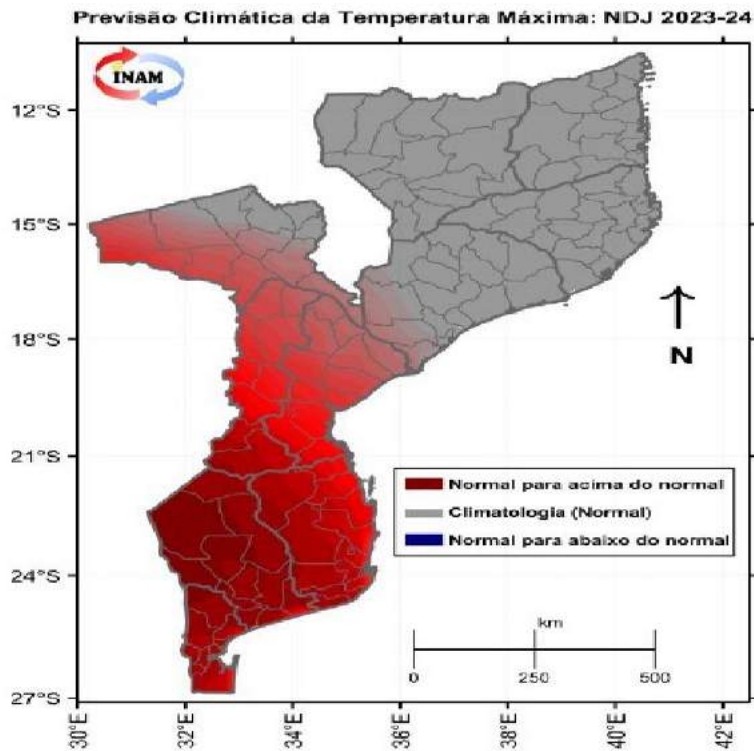 Previsão Climática da Temperatura Máxima: NDJ 2023-24
INAM
12°S
15°S
18°S
21°S
24°S
27°S
N
Normal para acima do normal
Climatologia (Normal)
Normal para abaixo do normal
km
0 250 500
30°E 32°E 34°E 36°E 38°E 40°E 42°E